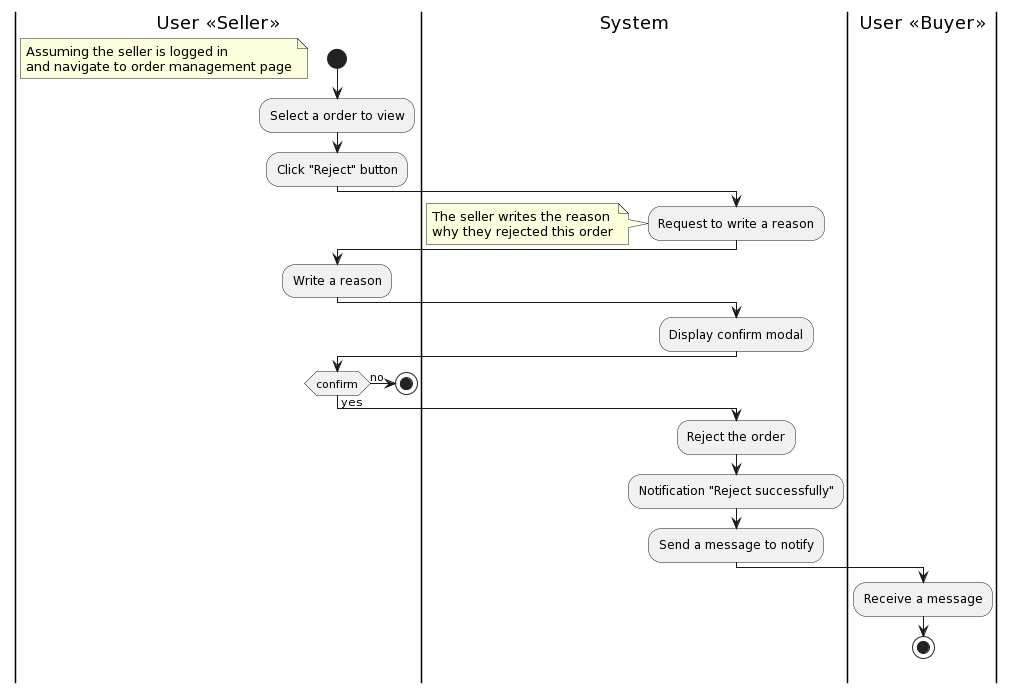 User «Seller»
System
User «Buyer»
Assuming the seller is logged in
and navigate to order management page
Select a order to view
Click "Reject" button
The seller writes the reason
why they rejected this order
Request to write a reason
Write a reason
Display confirm modal
confirm
no
yes
Reject the order
Notification "Reject successfully"
Send a message to notify
Receive a message